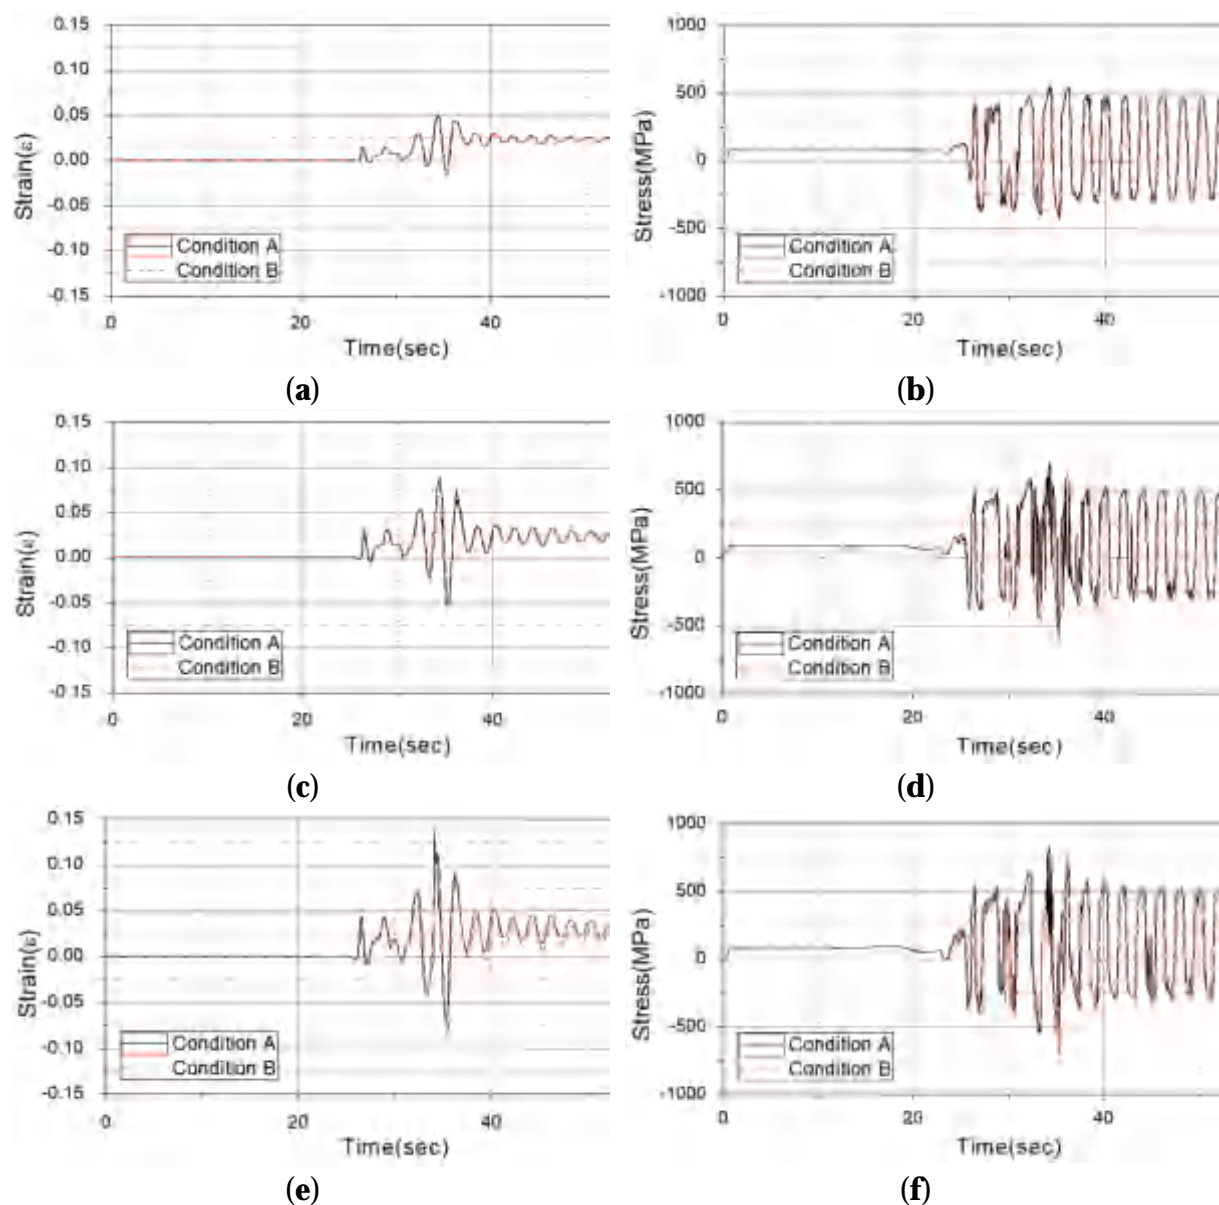 0.15
0.10
0.05
0.00
-0.05
-0.10
-0.15
Strain(ε)
Condition A
Condition B
0
20
40
Time(sec)
(a)
1000
500
0
-500
-1000
Stress(MPa)
Condition A
Condition B
0
20
40
Time(sec)
(b)
0.15
0.10
0.05
0.00
-0.05
-0.10
-0.15
Strain(ε)
Condition A
Condition B
0
20
40
Time(sec)
(c)
1000
500
0
-500
-1000
Stress(MPa)
Condition A
Condition B
0
20
40
Time(sec)
(d)
0.15
0.10
0.05
0.00
-0.05
-0.10
-0.15
Strain(ε)
Condition A
Condition B
0
20
40
Time(sec)
(e)
1000
500
0
-500
-1000
Stress(MPa)
Condition A
Condition B
0
20
40
Time(sec)
(f)